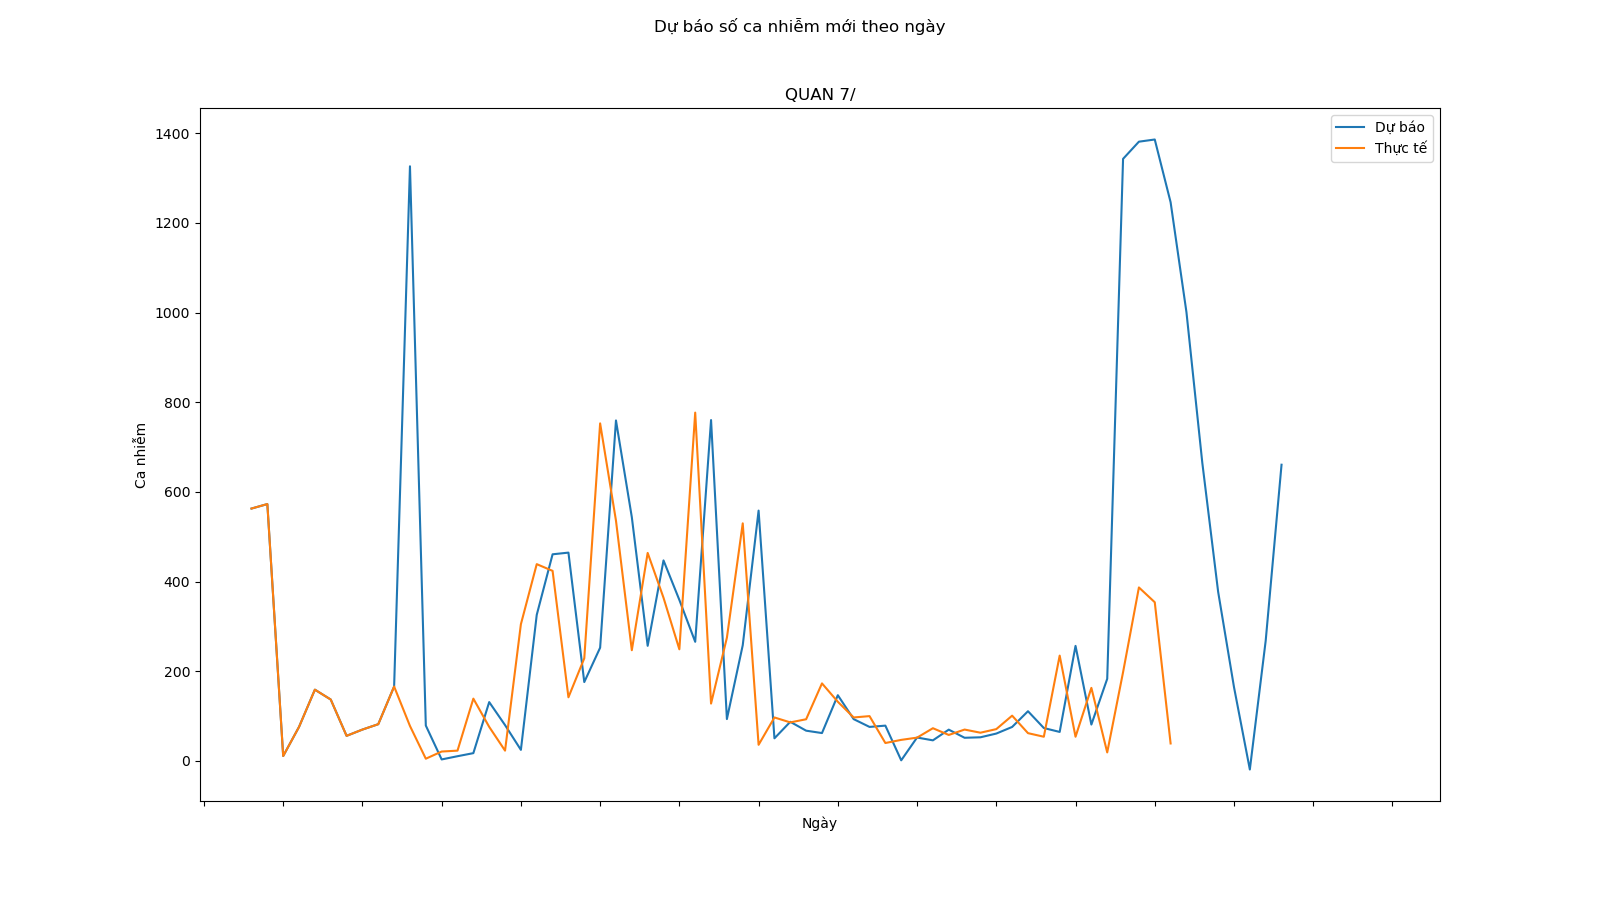 Dự báo số ca nhiễm mới theo ngày
QUAN 7/
Dự báo
Thực tế
1400
1200
1000
800
600
400
200
0
Ca nhiễm
Ngày